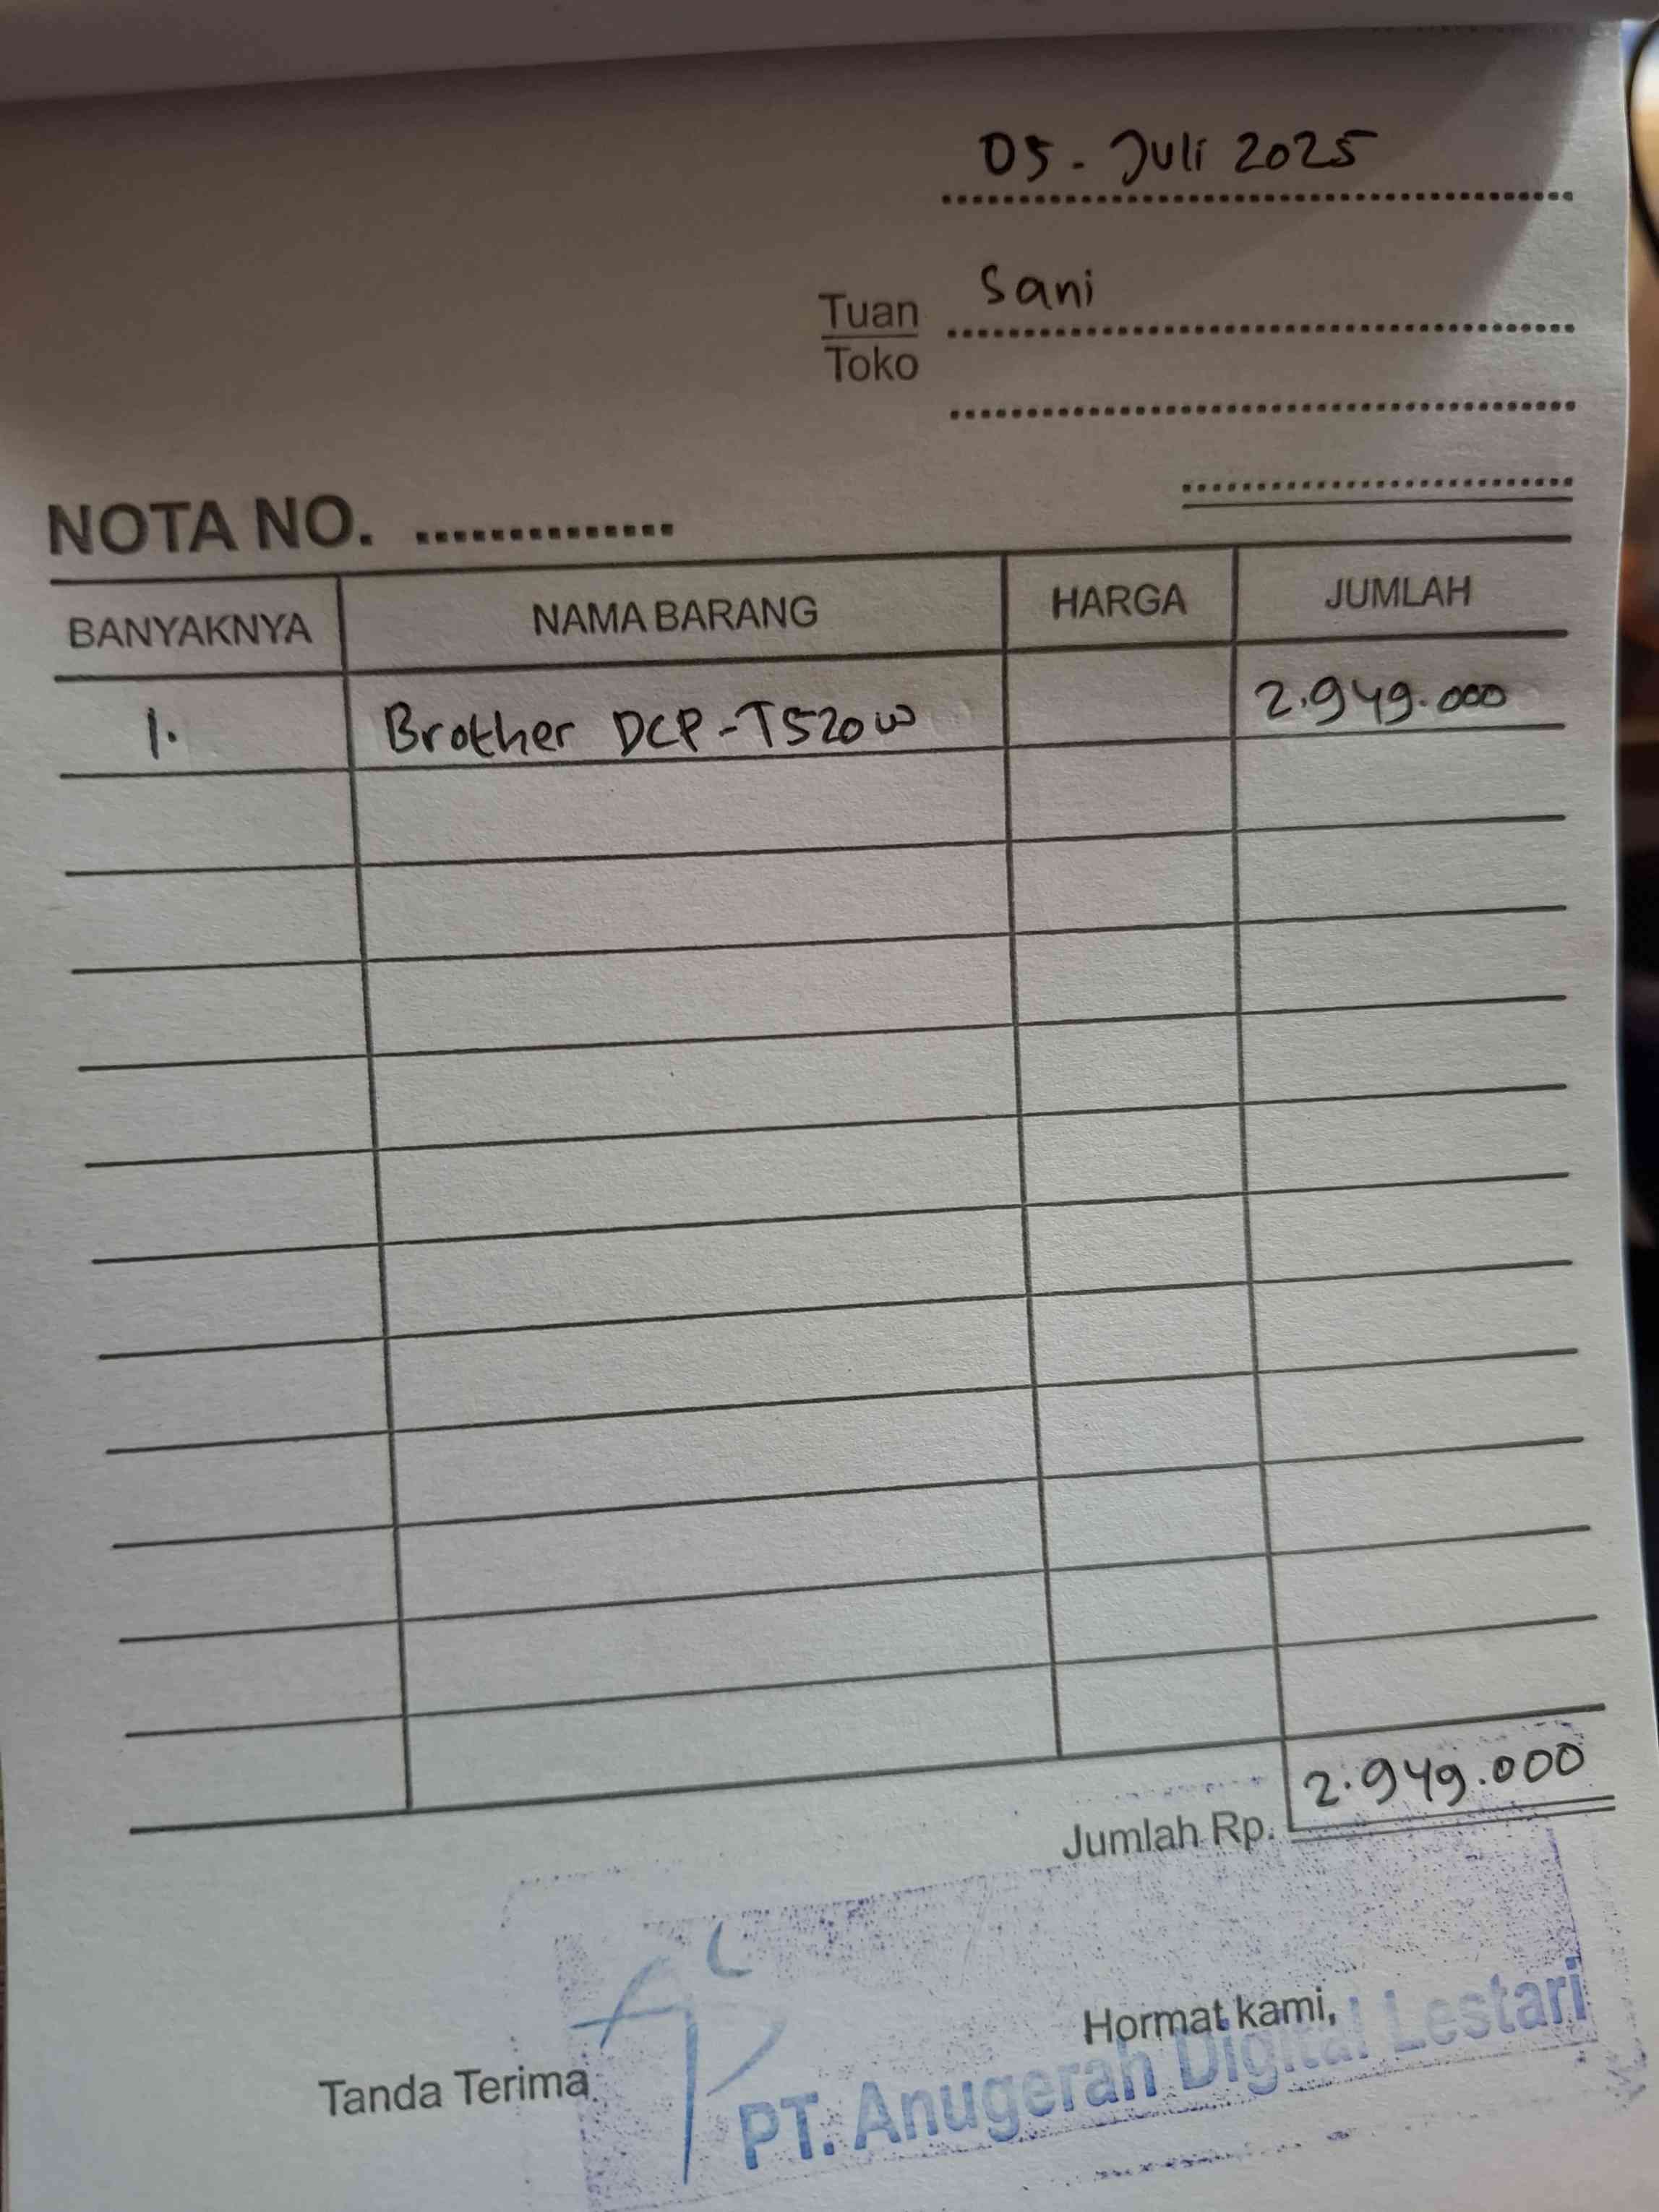 05 - Juli 2025
Tuan Sani
Toko
NOTA NO. ..............
BANYAKNYA NAMA BARANG HARGA JUMLAH
1. Brother DCP-T520W 2.949.000
Jumlah Rp. 2.949.000
Hormat kami,
Tanda Terima
PT. Anugerah Digital Lestari